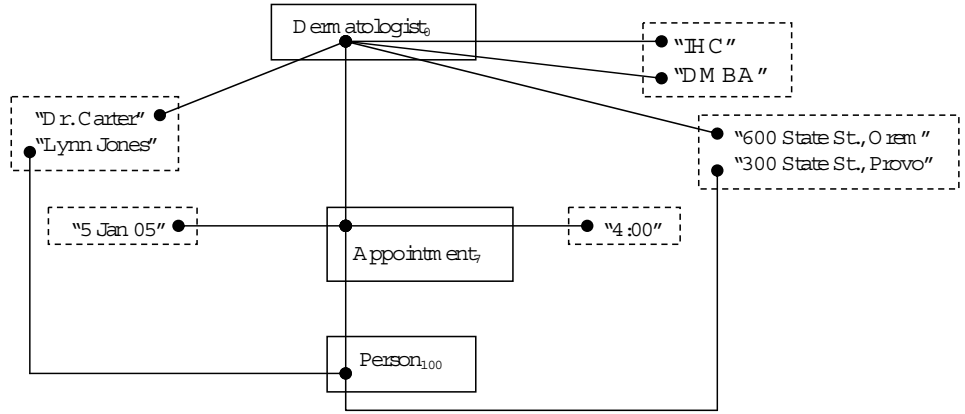 Dermatologist₀
“IHC”
“DMBA”
“Dr. Carter”
“Lynn Jones”
“600 State St., Orem”
“300 State St., Provo”
“5 Jan 05”
“4:00”
Appointment₇
Person₁₀₀